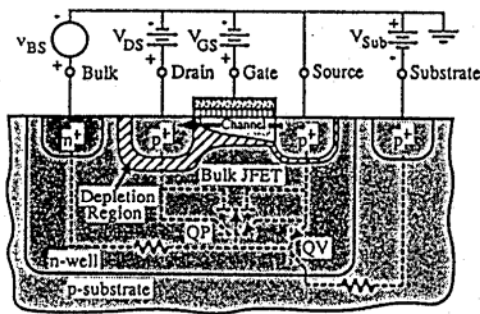 - - - -
v_BS V_DS V_GS V_Sub
+ + + +
Bulk Drain Gate Source Substrate
n+ p+ Channel p+ p+
Bulk JFET
Depletion
Region
QP
QV
n-well
p-substrate